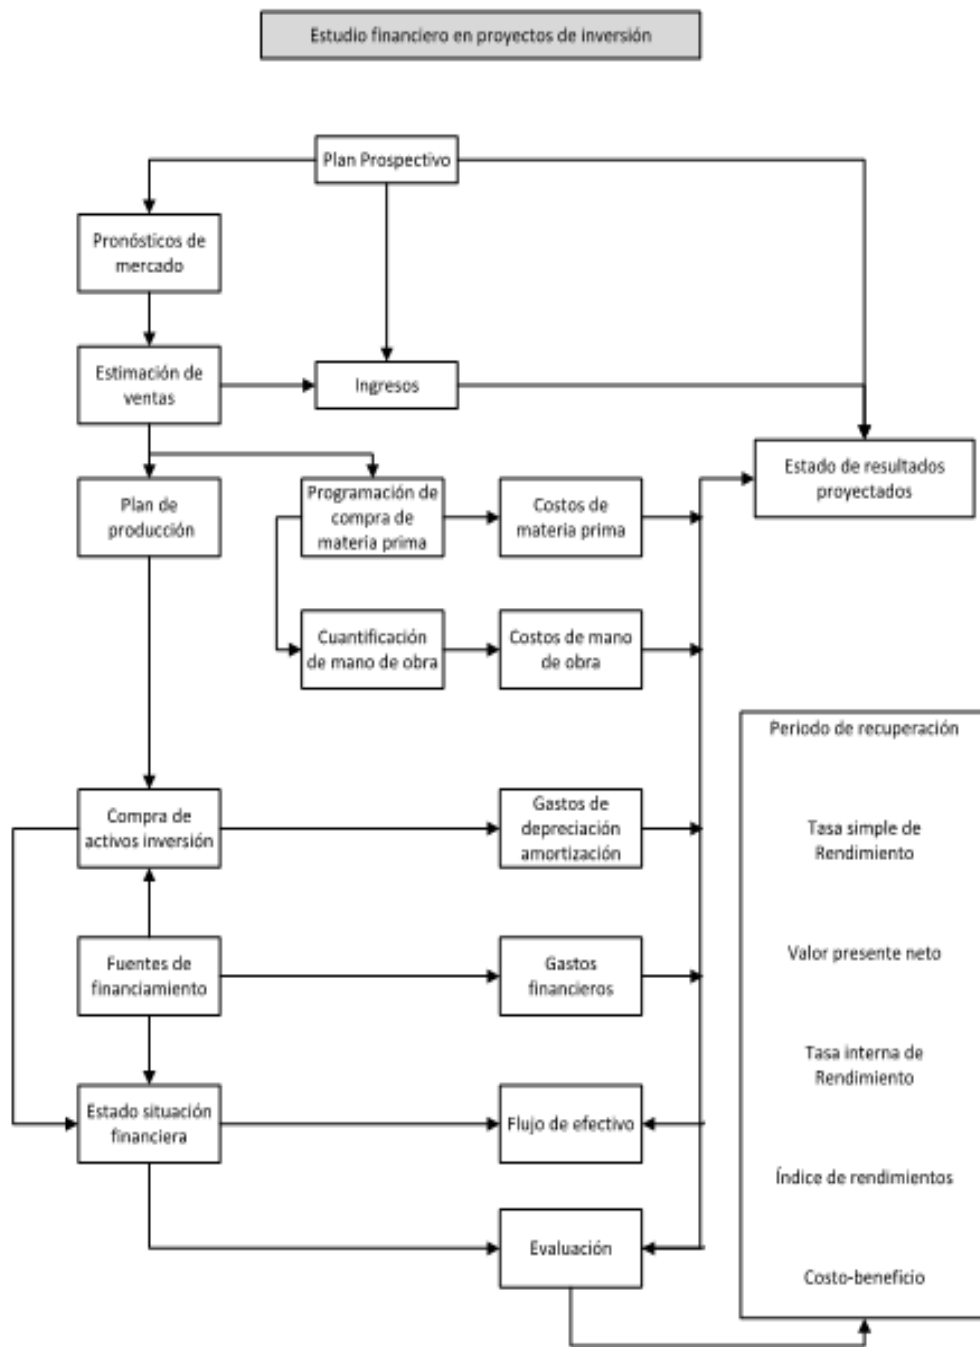 Estudio financiero en proyectos de inversión
Plan Prospectivo
Pronósticos de
mercado
Estimación de
ventas
Ingresos
Estado de resultados
proyectados
Plan de
producción
Programación de
compra de
materia prima
Costos de
materia prima
Cuantificación
de mano de obra
Costos de mano
de obra
Periodo de recuperación
Compra de
activos inversión
Gastos de
depreciación
amortización
Tasa simple de
Rendimiento
Fuentes de
financiamiento
Gastos
financieros
Valor presente neto
Tasa interna de
Rendimiento
Estado situación
financiera
Flujo de efectivo
Índice de rendimientos
Evaluación
Costo-beneficio